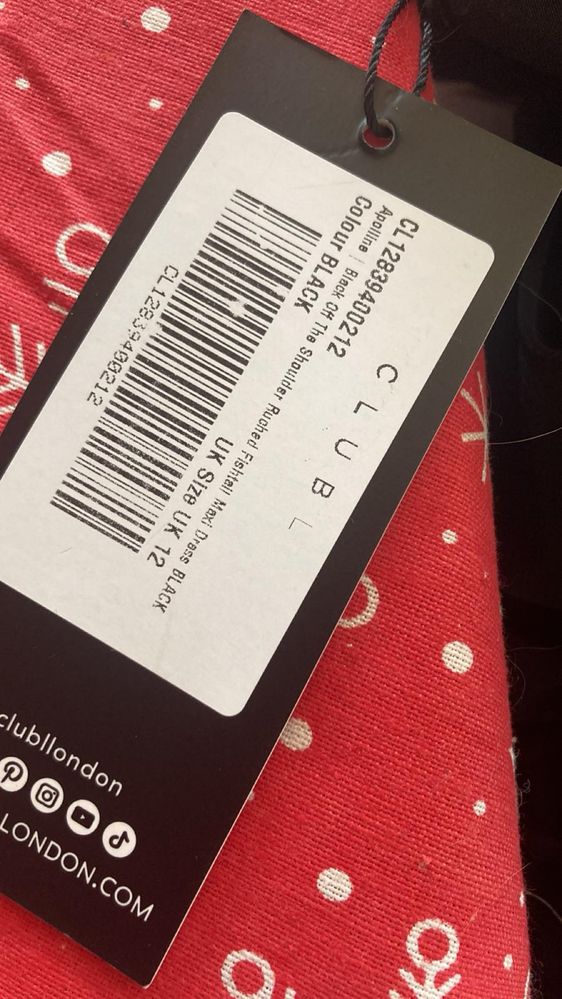 CLUB L
CL12839400212
Apolline | Black Off The Shoulder Ruched Fishtail Maxi Dress BLACK
Colour BLACK
UK Size UK 12
CL12839400212
clubllondon
LONDON.COM